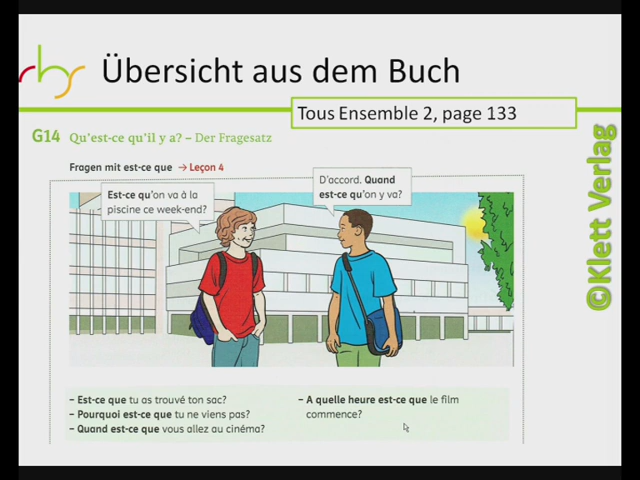 rhs
Übersicht aus dem Buch
Tous Ensemble 2, page 133
G14 Qu'est-ce qu'il y a? – Der Fragesatz
Fragen mit est-ce que → Leçon 4
Est-ce qu'on va à la
piscine ce week-end?
D'accord. Quand
est-ce qu'on y va?
– Est-ce que tu as trouvé ton sac?
– Pourquoi est-ce que tu ne viens pas?
– Quand est-ce que vous allez au cinéma?
– A quelle heure est-ce que le film
commence?
©Klett Verlag